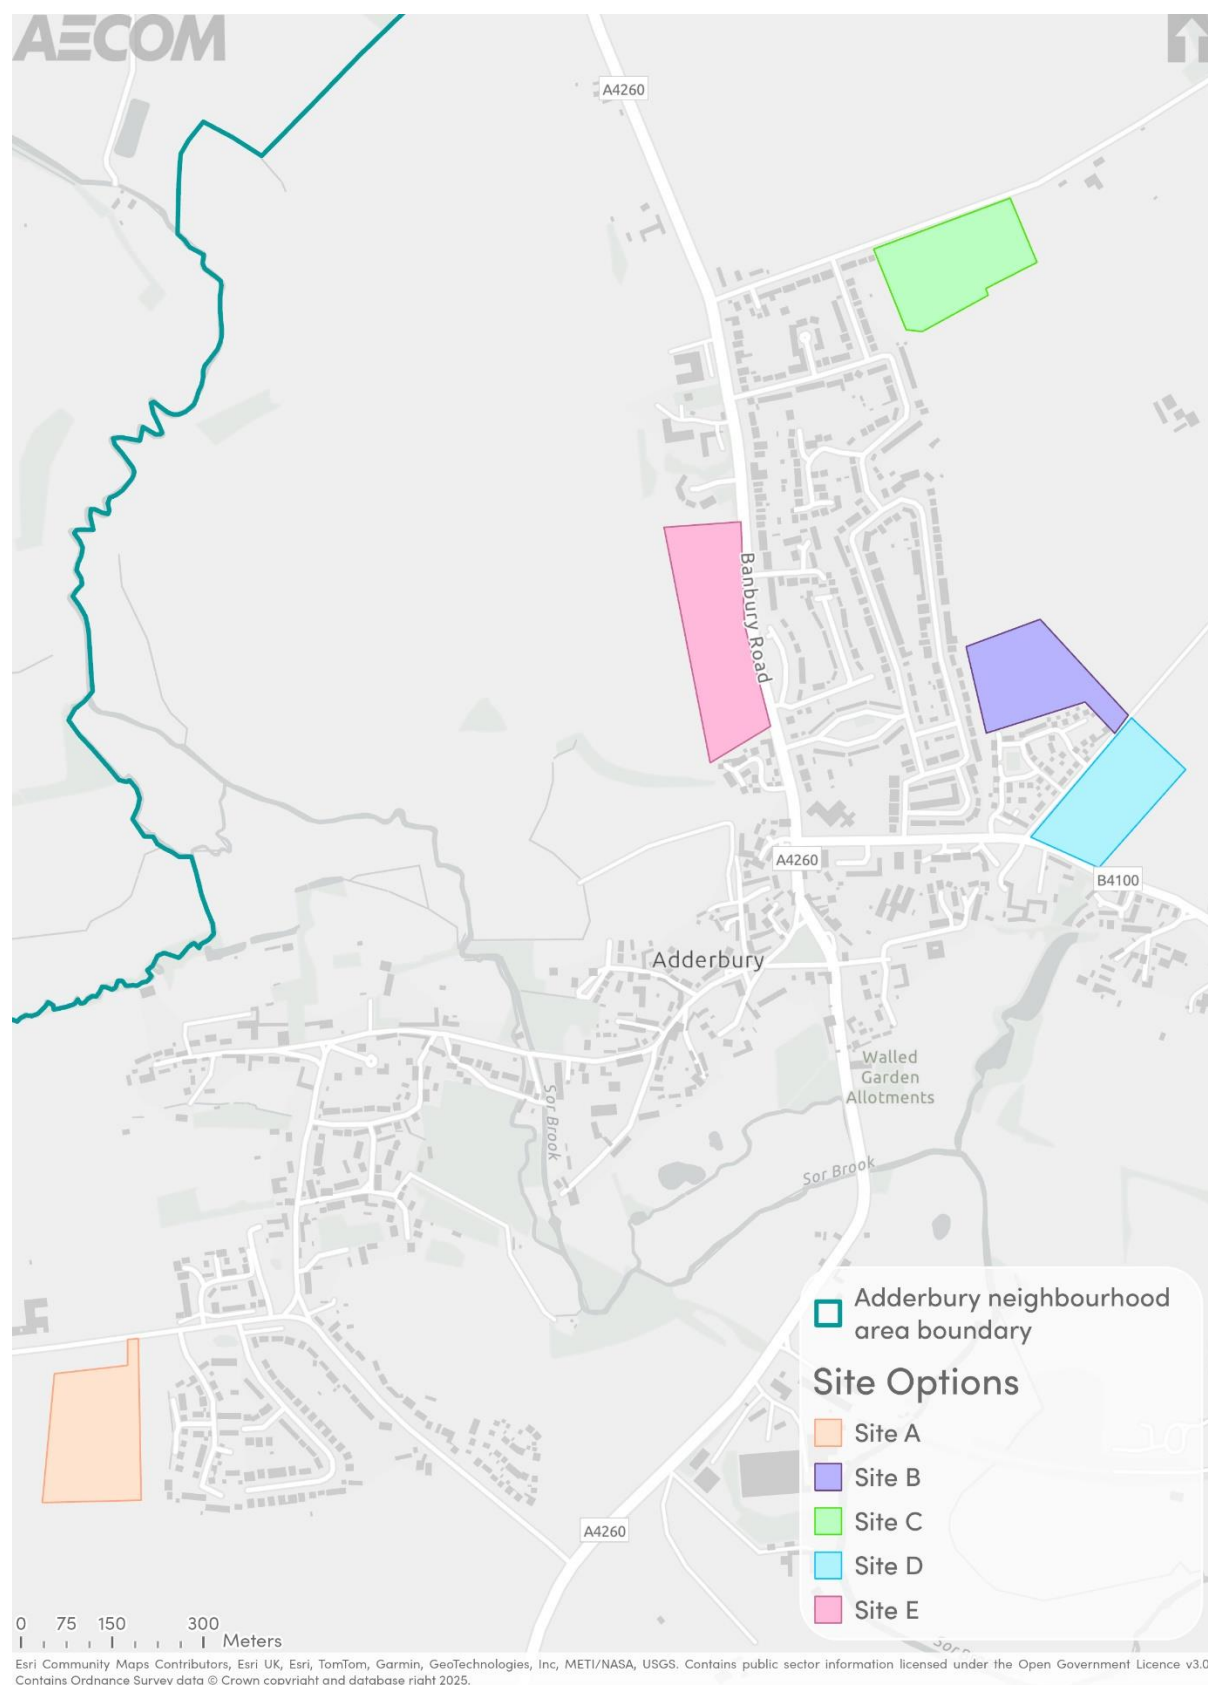 AECOM
A4260
Banbury Road
A4260
B4100
Adderbury
Walled
Garden
Allotments
Sor Brook
Sor Brook
Adderbury neighbourhood
area boundary
Site Options
Site A
Site B
Site C
Site D
Site E
A4260
0 75 150 300
Meters
Esri Community Maps Contributors, Esri UK, Esri, TomTom, Garmin, GeoTechnologies, Inc, METI/NASA, USGS. Contains public sector information licensed under the Open Government Licence v3.0
Contains Ordnance Survey data © Crown copyright and database right 2025.